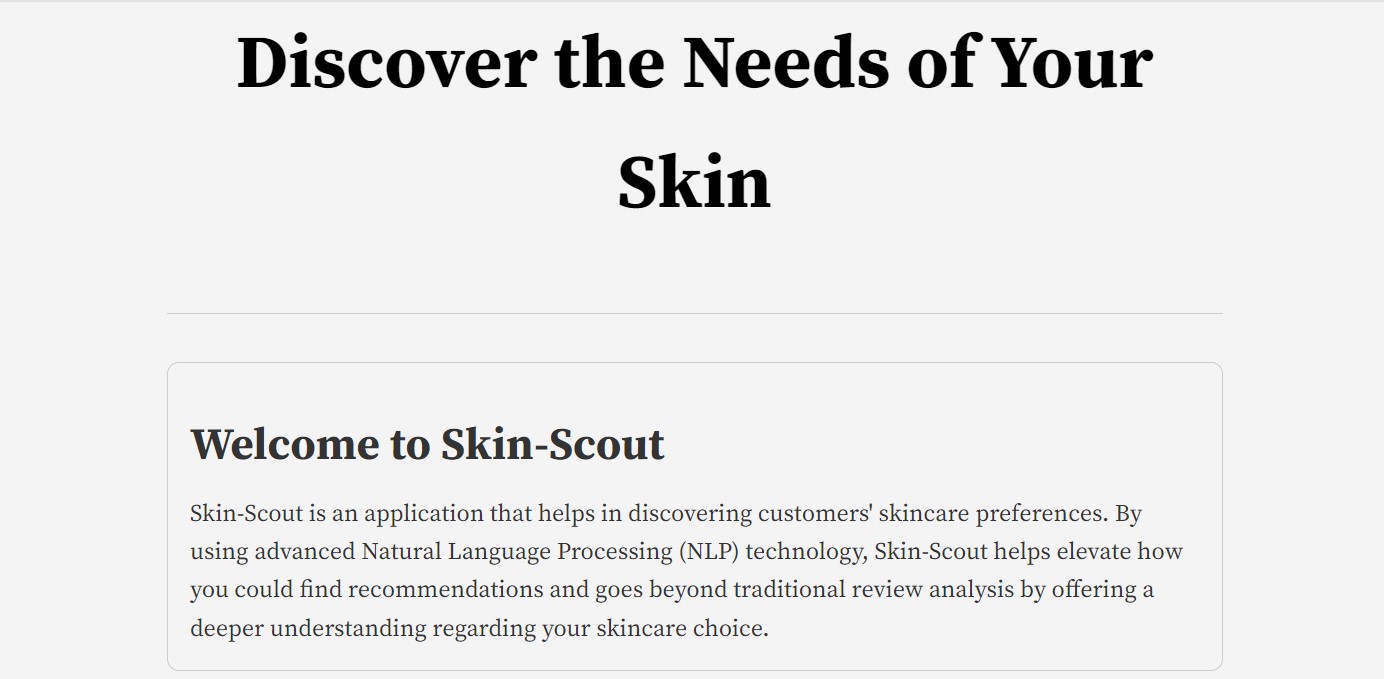 Discover the Needs of Your
Skin
Welcome to Skin-Scout
Skin-Scout is an application that helps in discovering customers' skincare preferences. By
using advanced Natural Language Processing (NLP) technology, Skin-Scout helps elevate how
you could find recommendations and goes beyond traditional review analysis by offering a
deeper understanding regarding your skincare choice.